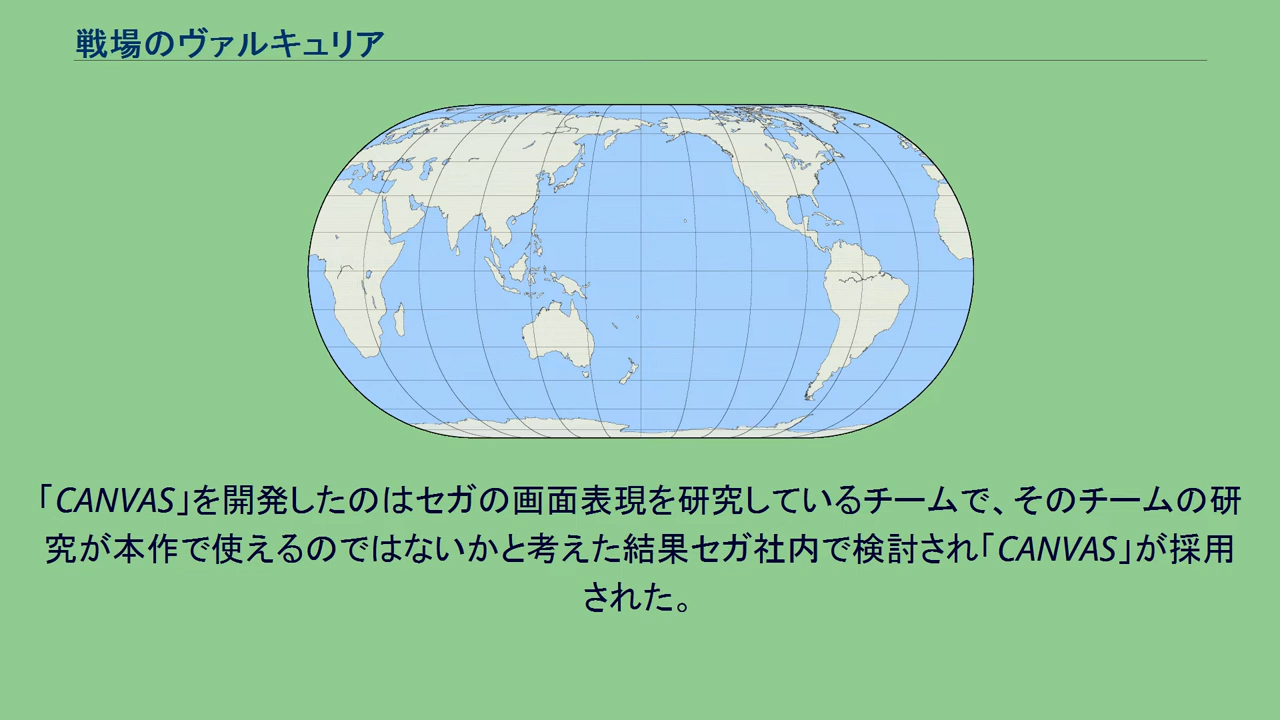 戦場のヴァルキュリア
「CANVAS」を開発したのはセガの画面表現を研究しているチームで、そのチームの研
究が本作で使えるのではないかと考えた結果セガ社内で検討され「CANVAS」が採用
された。